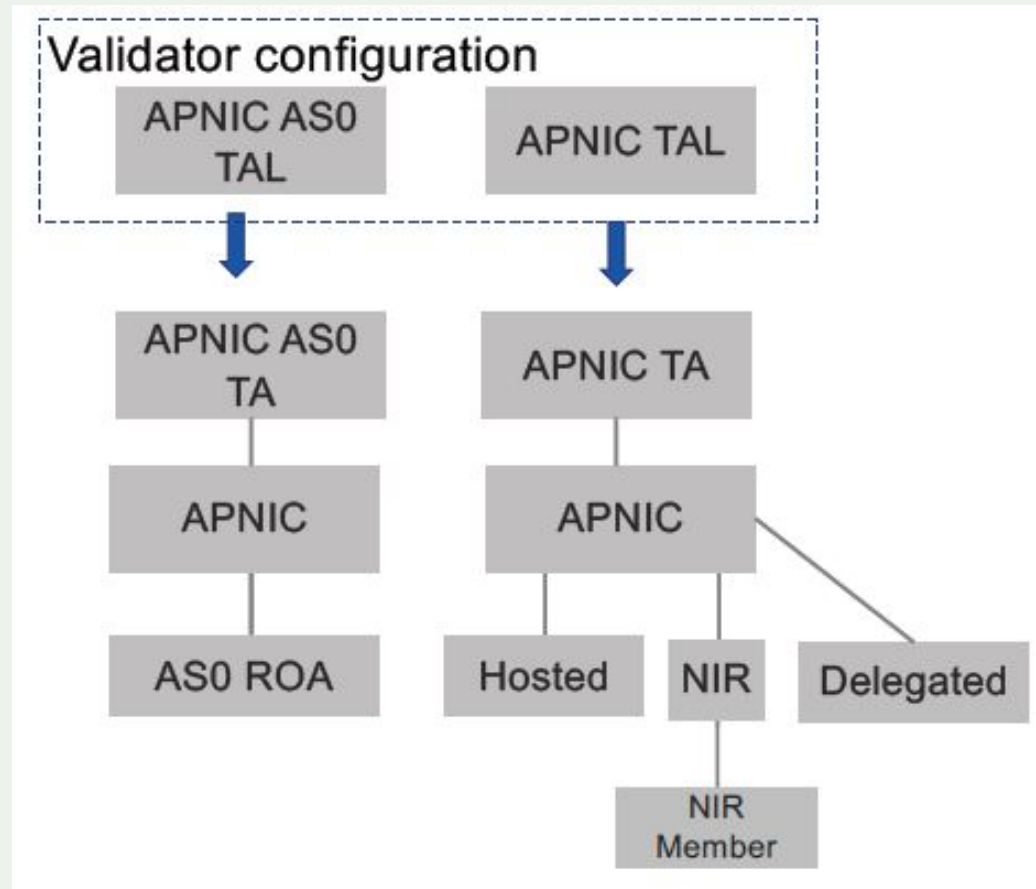 Validator configuration
APNIC AS0
TAL
APNIC TAL
APNIC AS0
TA
APNIC TA
APNIC
APNIC
AS0 ROA
Hosted
NIR
Delegated
NIR
Member